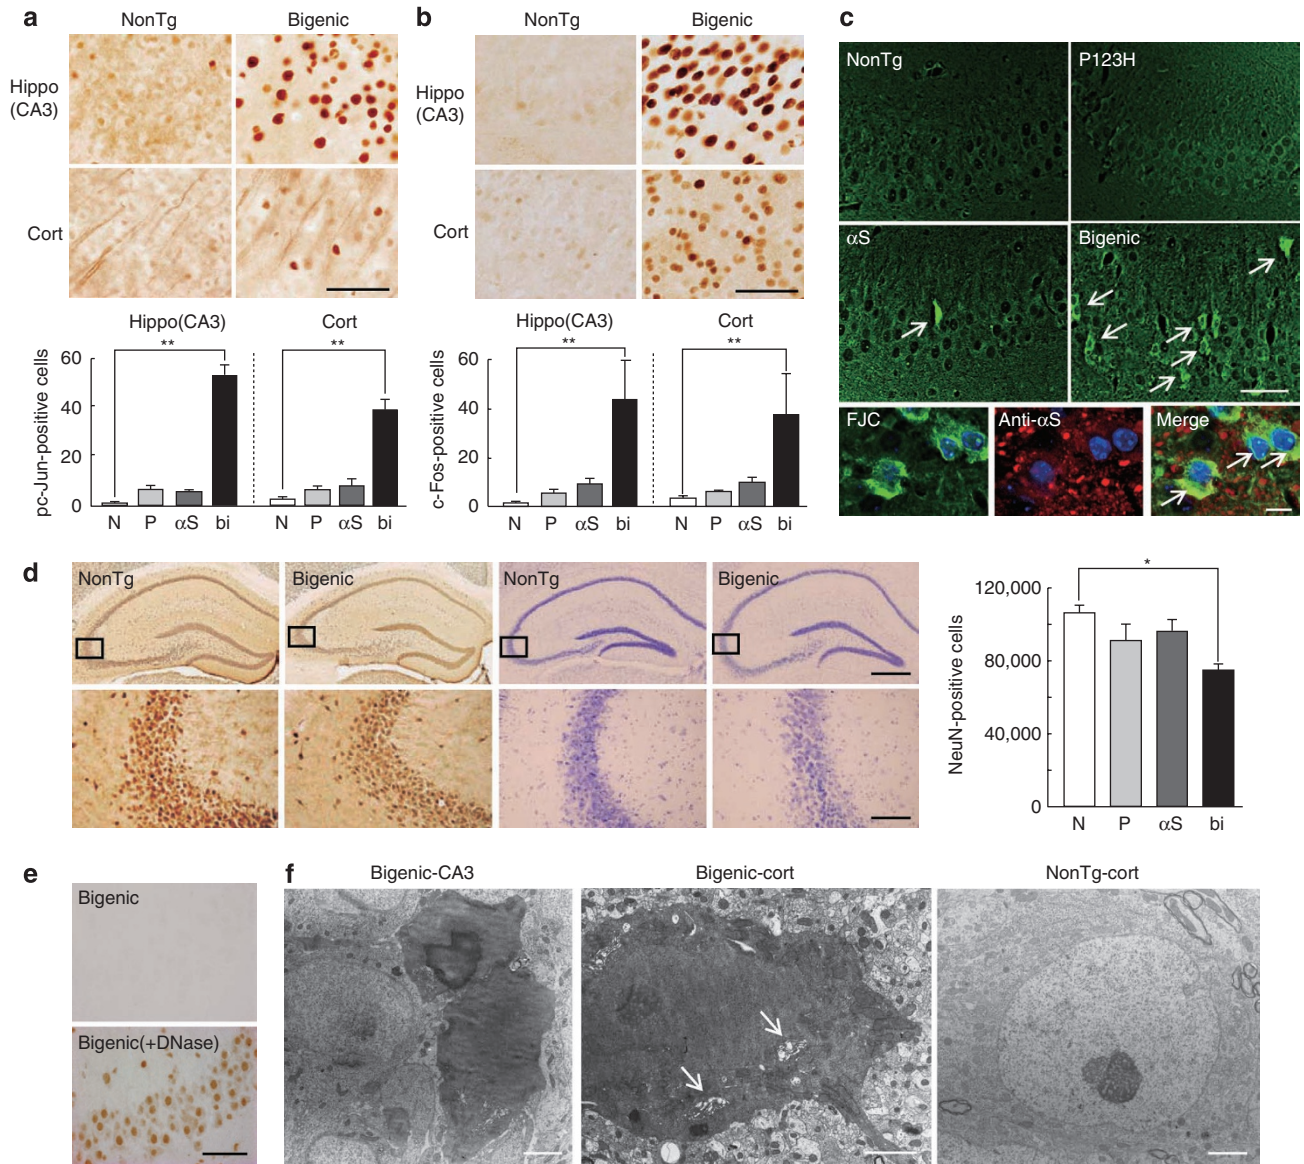 a
NonTg
Bigenic
Hippo
(CA3)
Cort
Hippo(CA3)
Cort
**
**
pc-Jun-positive cells
60
40
20
0
N P αS bi
N P αS bi
b
NonTg
Bigenic
Hippo
(CA3)
Cort
Hippo(CA3)
Cort
**
**
c-Fos-positive cells
60
40
20
0
N P αS bi
N P αS bi
c
NonTg
P123H
αS
Bigenic
FJC
Anti-αS
Merge
d
NonTg
Bigenic
NonTg
Bigenic
*
NeuN-positive cells
120,000
80,000
40,000
0
N P αS bi
e
Bigenic
Bigenic(+DNase)
f
Bigenic-CA3
Bigenic-cort
NonTg-cort